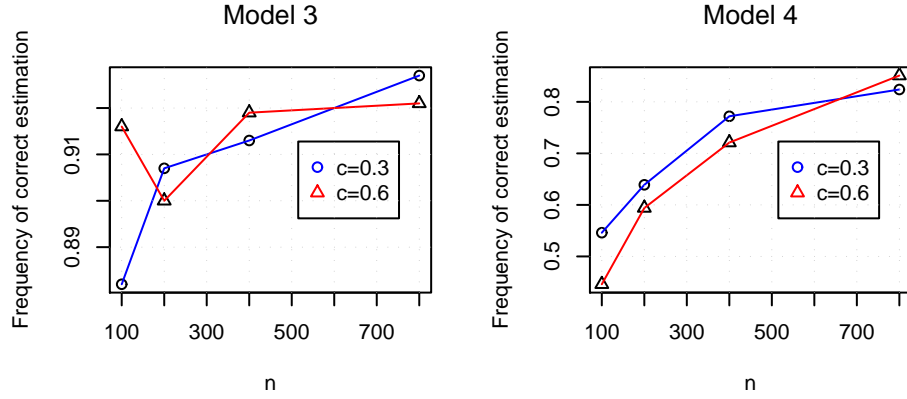 Model 3
Frequency of correct estimation
0.91
0.89
c=0.3
c=0.6
100 300 500 700
n
Model 4
Frequency of correct estimation
0.8
0.7
0.6
0.5
c=0.3
c=0.6
100 300 500 700
n